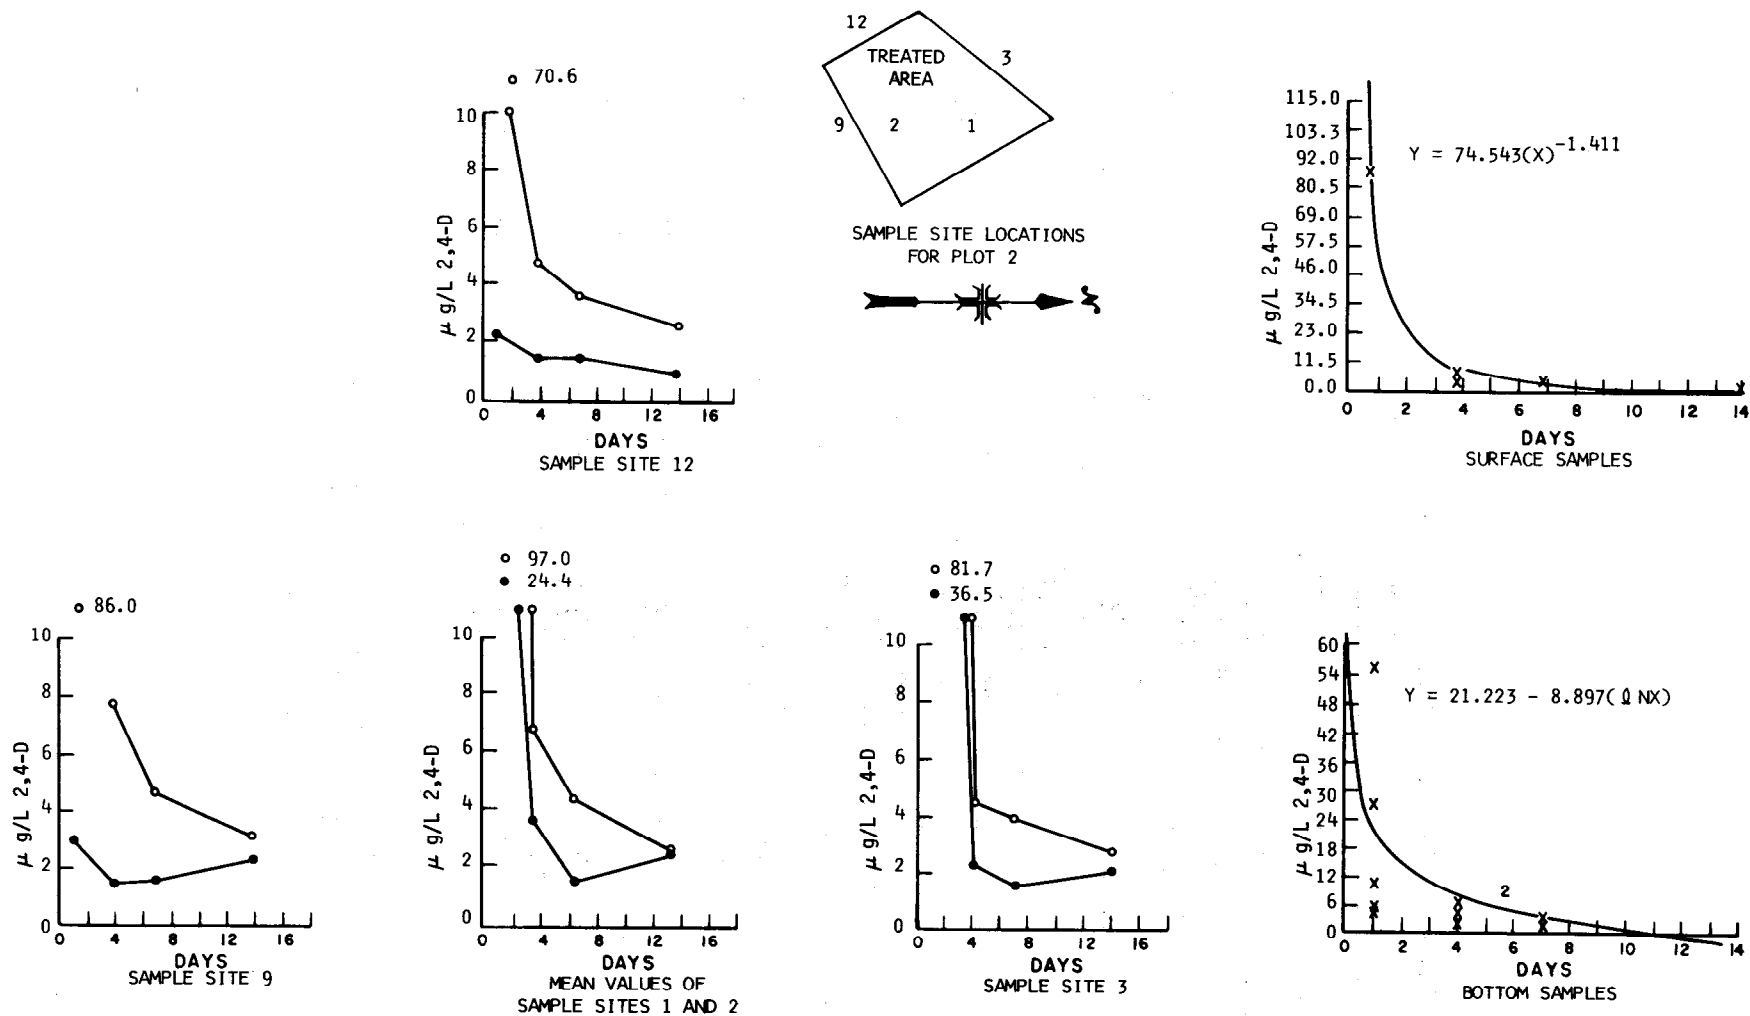 12
3
TREATED
AREA
9
2
1
SAMPLE SITE LOCATIONS
FOR PLOT 2
N
70.6
10
8
6
4
2
0
μ g/L 2,4-D
0 4 8 12 16
DAYS
SAMPLE SITE 12
115.0
103.3
92.0
80.5
69.0
57.5
46.0
34.5
23.0
11.5
0.0
μ g/L 2,4-D
Y = 74.543(X)^-1.411
0 2 4 6 8 10 12 14
DAYS
SURFACE SAMPLES
86.0
10
8
6
4
2
0
μ g/L 2,4-D
0 4 8 12 16
DAYS
SAMPLE SITE 9
97.0
24.4
10
8
6
4
2
0
μ g/L 2,4-D
0 4 8 12 16
DAYS
MEAN VALUES OF
SAMPLE SITES 1 AND 2
81.7
36.5
10
8
6
4
2
0
μ g/L 2,4-D
0 4 8 12 16
DAYS
SAMPLE SITE 3
60
54
48
42
36
30
24
18
12
6
0
μ g/L 2,4-D
Y = 21.223 - 8.897(ℓ NX)
2
0 2 4 6 8 10 12 14
DAYS
BOTTOM SAMPLES